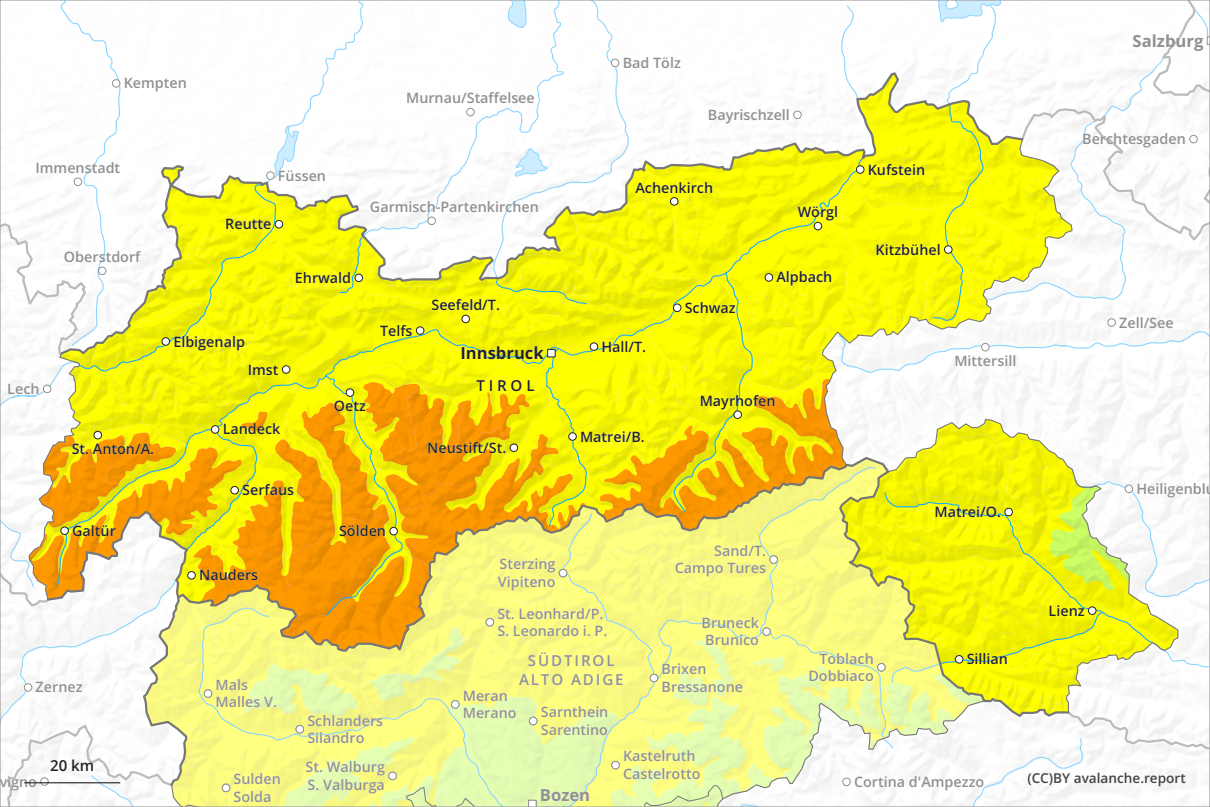 Salzburg
Bad Tölz
Kempten
Murnau/Staffelsee
Bayrischzell
Berchtesgaden
Immenstadt
Füssen
Kufstein
Achenkirch
Garmisch-Partenkirchen
Wörgl
Reutte
Kitzbühel
Oberstdorf
Ehrwald
Alpbach
Seefeld/T.
Schwaz
Telfs
Zell/See
Elbigenalp
Innsbruck
Hall/T.
Mittersill
Imst
TIROL
Lech
Oetz
Mayrhofen
Landeck
Matrei/B.
St. Anton/A.
Neustift/St.
Serfaus
Heiligenblu
Matrei/O.
Galtür
Sölden
Sand/T.
Campo Tures
Sterzing
Vipiteno
Nauders
Lienz
St. Leonhard/P.
S. Leonardo i. P.
Bruneck
Brunico
Sillian
SÜDTIROL
ALTO ADIGE
Toblach
Dobbiaco
Brixen
Bressanone
Zernez
Mals
Malles V.
Meran
Merano
Sarnthein
Sarentino
Schlanders
Silandro
Kastelruth
Castelrotto
20 km
St. Walburg
S. Valburga
vigno
Sulden
Solda
Cortina d'Ampezzo
(CC)BY avalanche.report
Bozen